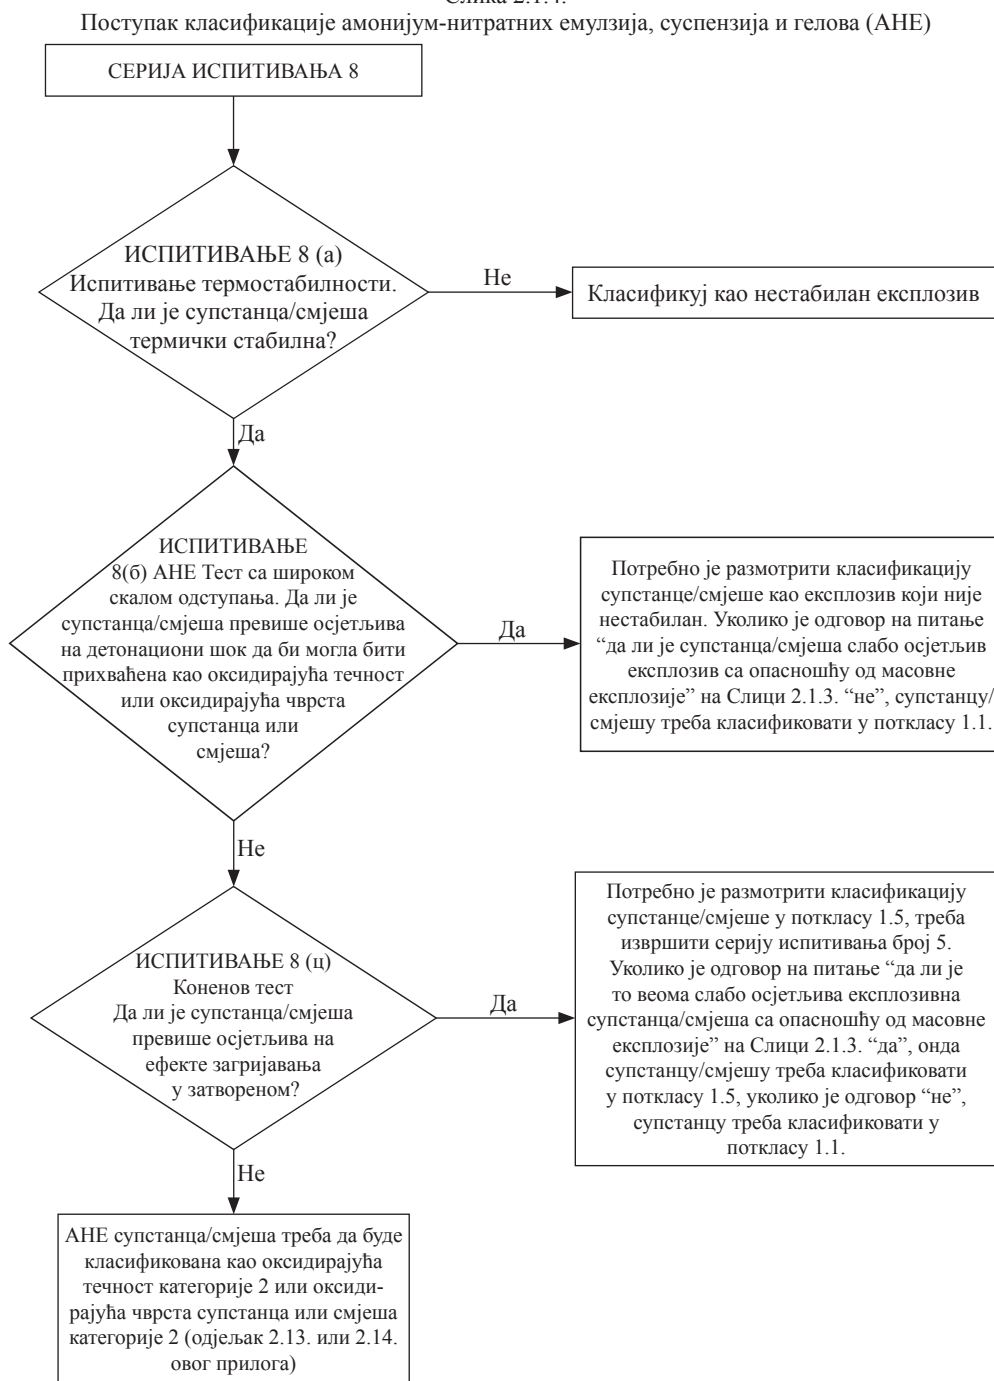 Слика 2.1.4.
Поступак класификације амонијум-нитратних емулзија, суспензија и гелова (АНЕ)
СЕРИЈА ИСПИТИВАЊА 8
ИСПИТИВАЊЕ 8 (а)
Испитивање термостабилности.
Да ли је супстанца/смјеша
термички стабилна?
Не
Класификуј као нестабилан експлозив
Да
ИСПИТИВАЊЕ
8(б) АНЕ Тест са широком
скалом одступања. Да ли је
супстанца/смјеша превише осјетљива
на детонациони шок да би могла бити
прихваћена као оксидирајућа течност
или оксидирајућа чврста
супстанца или
смјеша?
Да
Потребно је размотрити класификацију
супстанце/смјеше као експлозив који није
нестабилан. Уколико је одговор на питање
“да ли је супстанца/смјеша слабо осјетљив
експлозив са опасношћу од масовне
експлозије” на Слици 2.1.3. “не”, супстанцу/
смјешу треба класификовати у поткласу 1.1.
Не
ИСПИТИВАЊЕ 8 (ц)
Коненов тест
Да ли је супстанца/смјеша
превише осјетљива на
ефекте загријавања
у затвореном?
Да
Потребно је размотрити класификацију
супстанце/смјеше у поткласу 1.5, треба
извршити серију испитивања број 5.
Уколико је одговор на питање “да ли је
то веома слабо осјетљива експлозивна
супстанца/смјеша са опасношћу од масовне
експлозије” на Слици 2.1.3. “да”, онда
супстанцу/смјешу треба класификовати
у поткласу 1.5, уколико је одговор “не”,
супстанцу треба класификовати у
поткласу 1.1.
Не
АНЕ супстанца/смјеша треба да буде
класификована као оксидирајућа
течност категорије 2 или оксиди-
рајућа чврста супстанца или смјеша
категорије 2 (одјељак 2.13. или 2.14.
овог прилога)